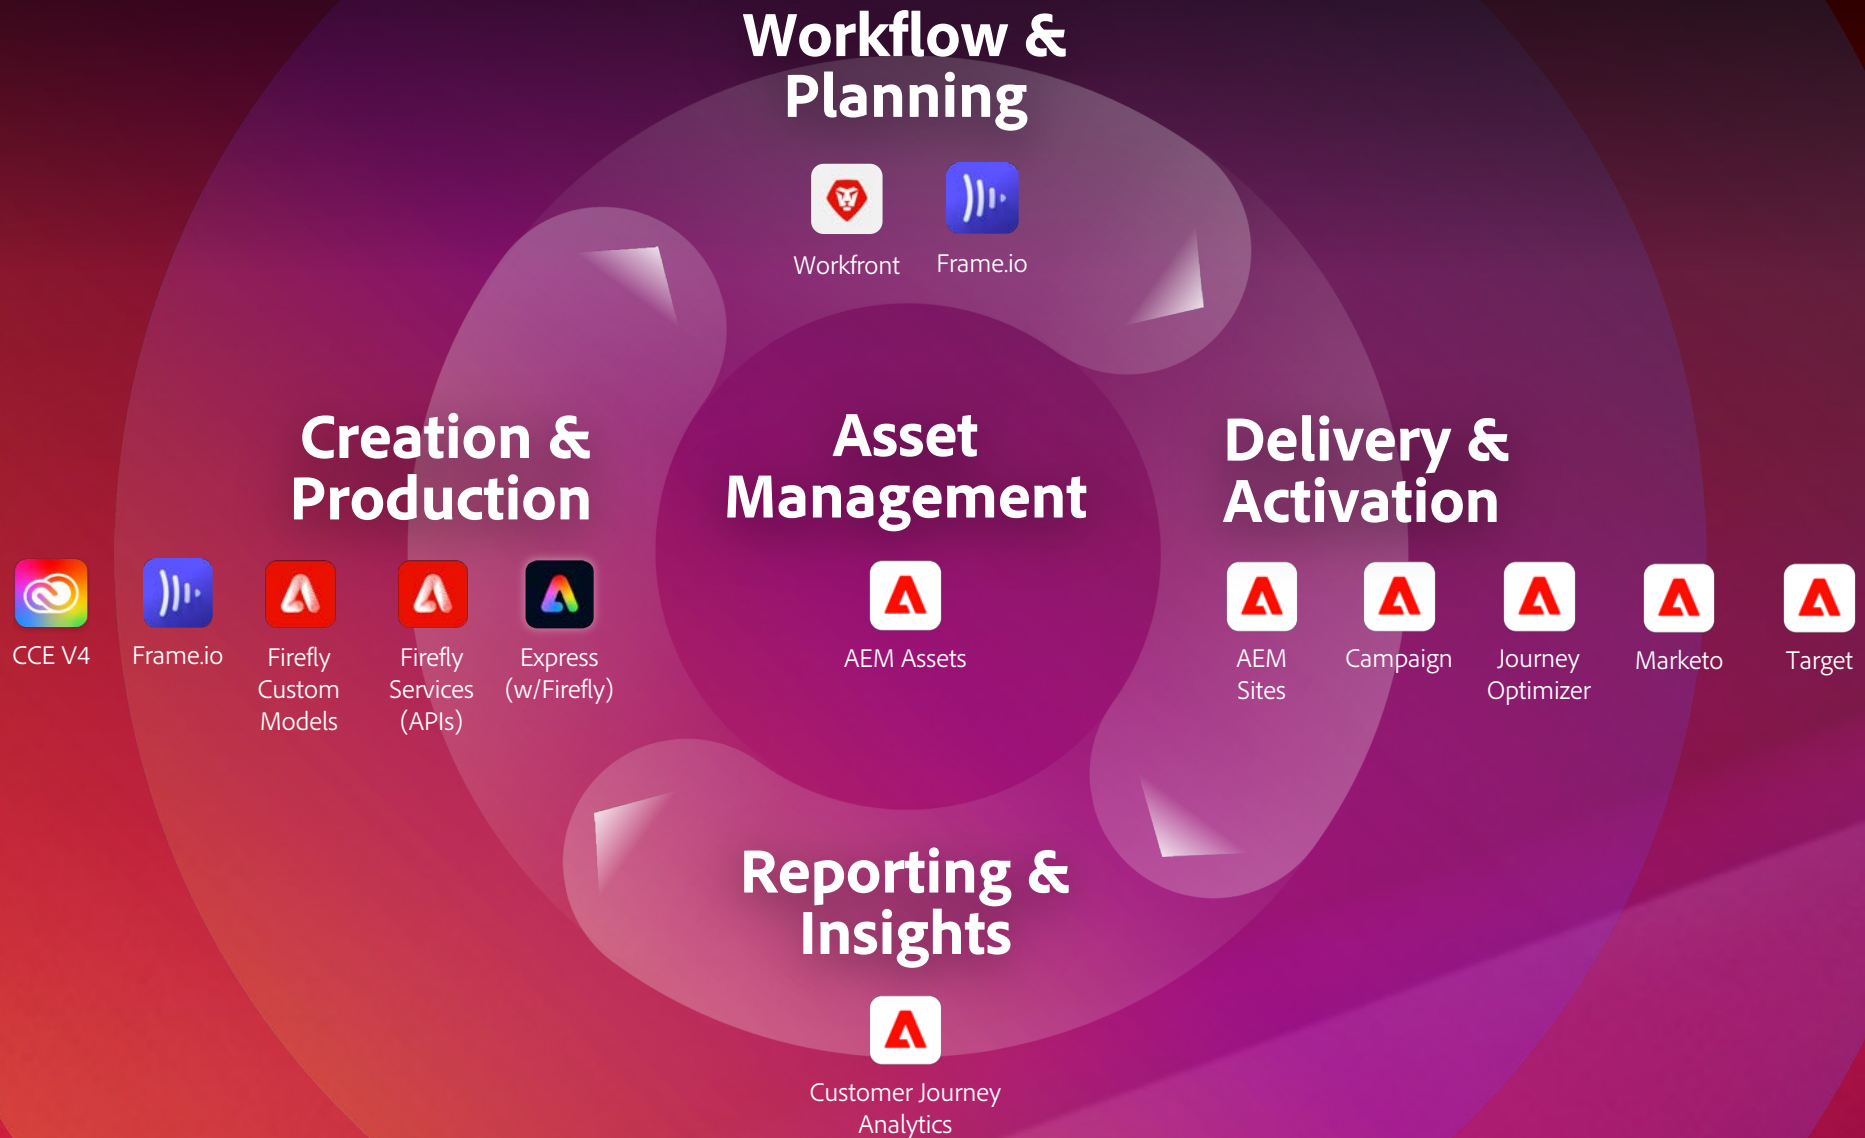 Workflow &
Planning
Workfront
Frame.io
Creation &
Production
CCE V4
Frame.io
Firefly
Custom
Models
Firefly
Services
(APIs)
Express
(w/Firefly)
Asset
Management
AEM Assets
Delivery &
Activation
AEM
Sites
Campaign
Journey
Optimizer
Marketo
Target
Reporting &
Insights
Customer Journey
Analytics